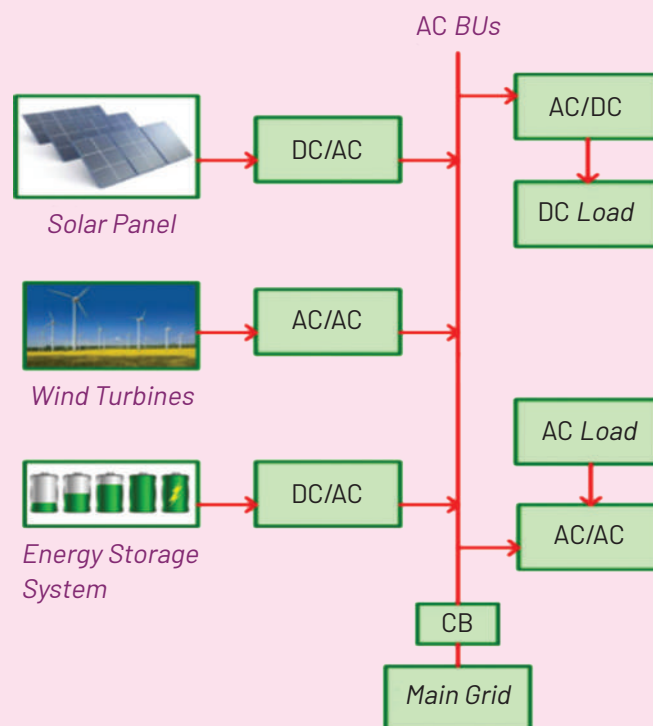 AC BUs
Solar Panel
DC/AC
AC/DC
DC Load
Wind Turbines
AC/AC
AC Load
Energy Storage
System
DC/AC
AC/AC
CB
Main Grid